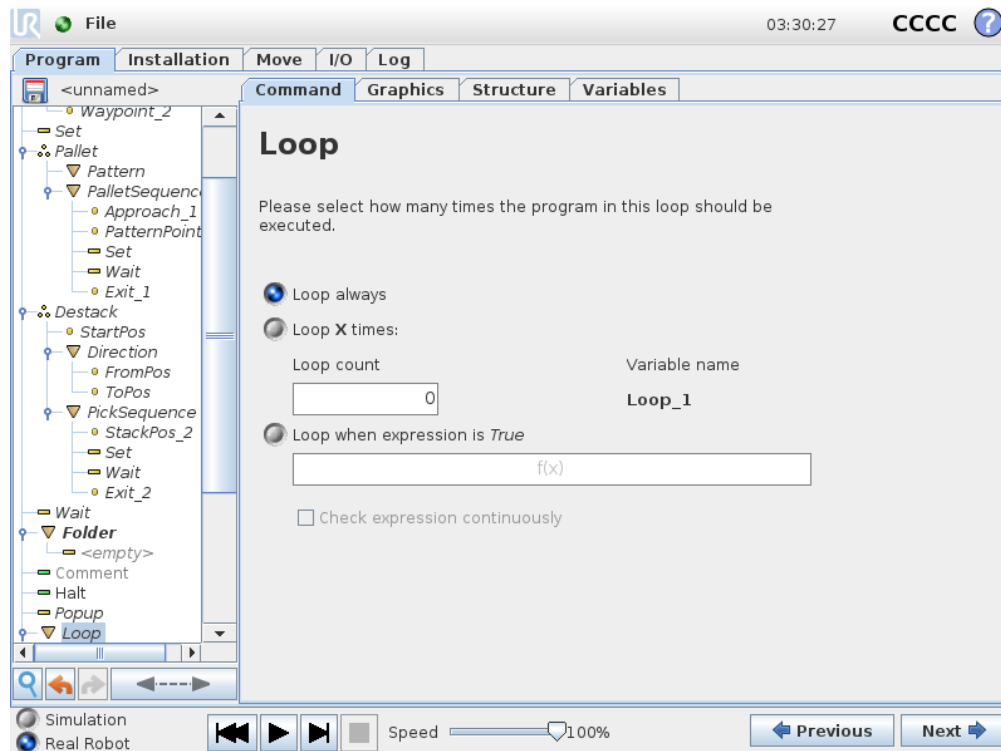 UR File 03:30:27 CCCC ?
Program Installation Move I/O Log
<unnamed> Command Graphics Structure Variables
Waypoint_2
Set
Pallet
Pattern
PalletSequenc
Approach_1
PatternPoint
Set
Wait
Exit_1
Destack
StartPos
Direction
FromPos
ToPos
PickSequence
StackPos_2
Set
Wait
Exit_2
Wait
Folder
<empty>
Comment
Halt
Popup
Loop
Loop
Please select how many times the program in this loop should be
executed.
Loop always
Loop X times:
Loop count Variable name
0 Loop_1
Loop when expression is True
f(x)
Check expression continuously
Simulation
Real Robot
Speed 100% Previous Next